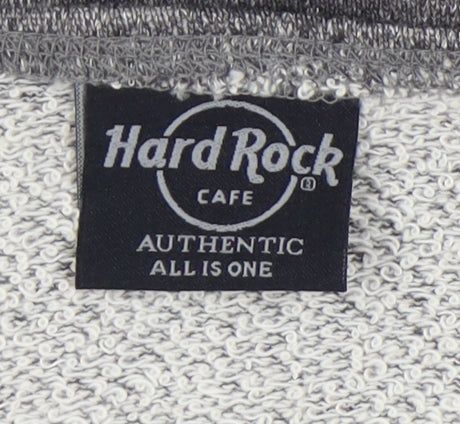 Hard Rock ®
CAFE
AUTHENTIC
ALL IS ONE